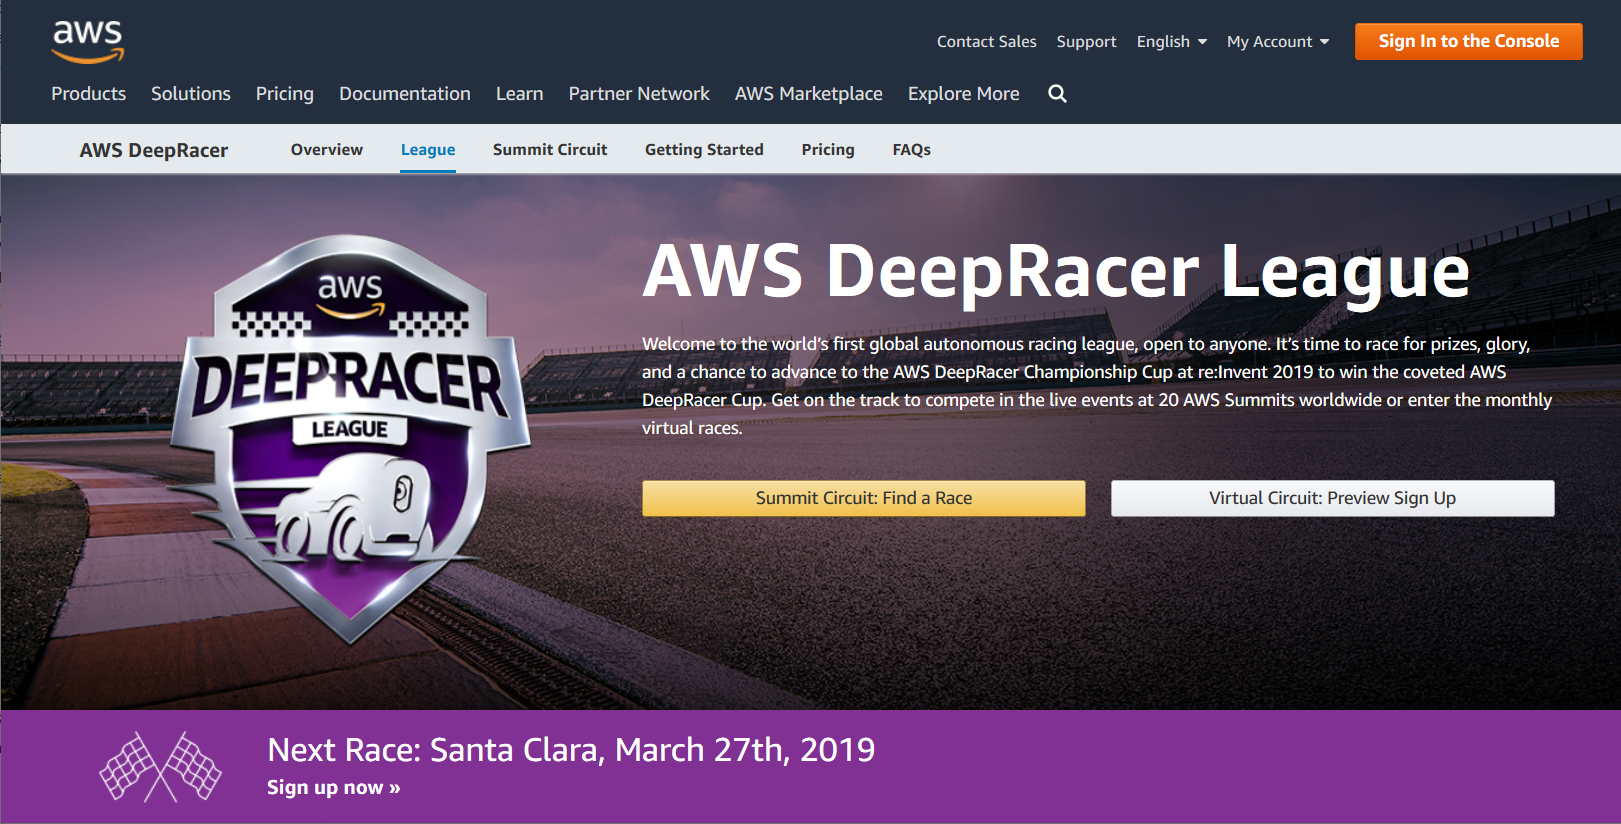 aws
Contact Sales Support English My Account Sign In to the Console
Products Solutions Pricing Documentation Learn Partner Network AWS Marketplace Explore More
AWS DeepRacer Overview League Summit Circuit Getting Started Pricing FAQs
aws
DEEPRACER
LEAGUE
AWS DeepRacer League
Welcome to the world’s first global autonomous racing league, open to anyone. It’s time to race for prizes, glory,
and a chance to advance to the AWS DeepRacer Championship Cup at re:Invent 2019 to win the coveted AWS
DeepRacer Cup. Get on the track to compete in the live events at 20 AWS Summits worldwide or enter the monthly
virtual races.
Summit Circuit: Find a Race Virtual Circuit: Preview Sign Up
Next Race: Santa Clara, March 27th, 2019
Sign up now »